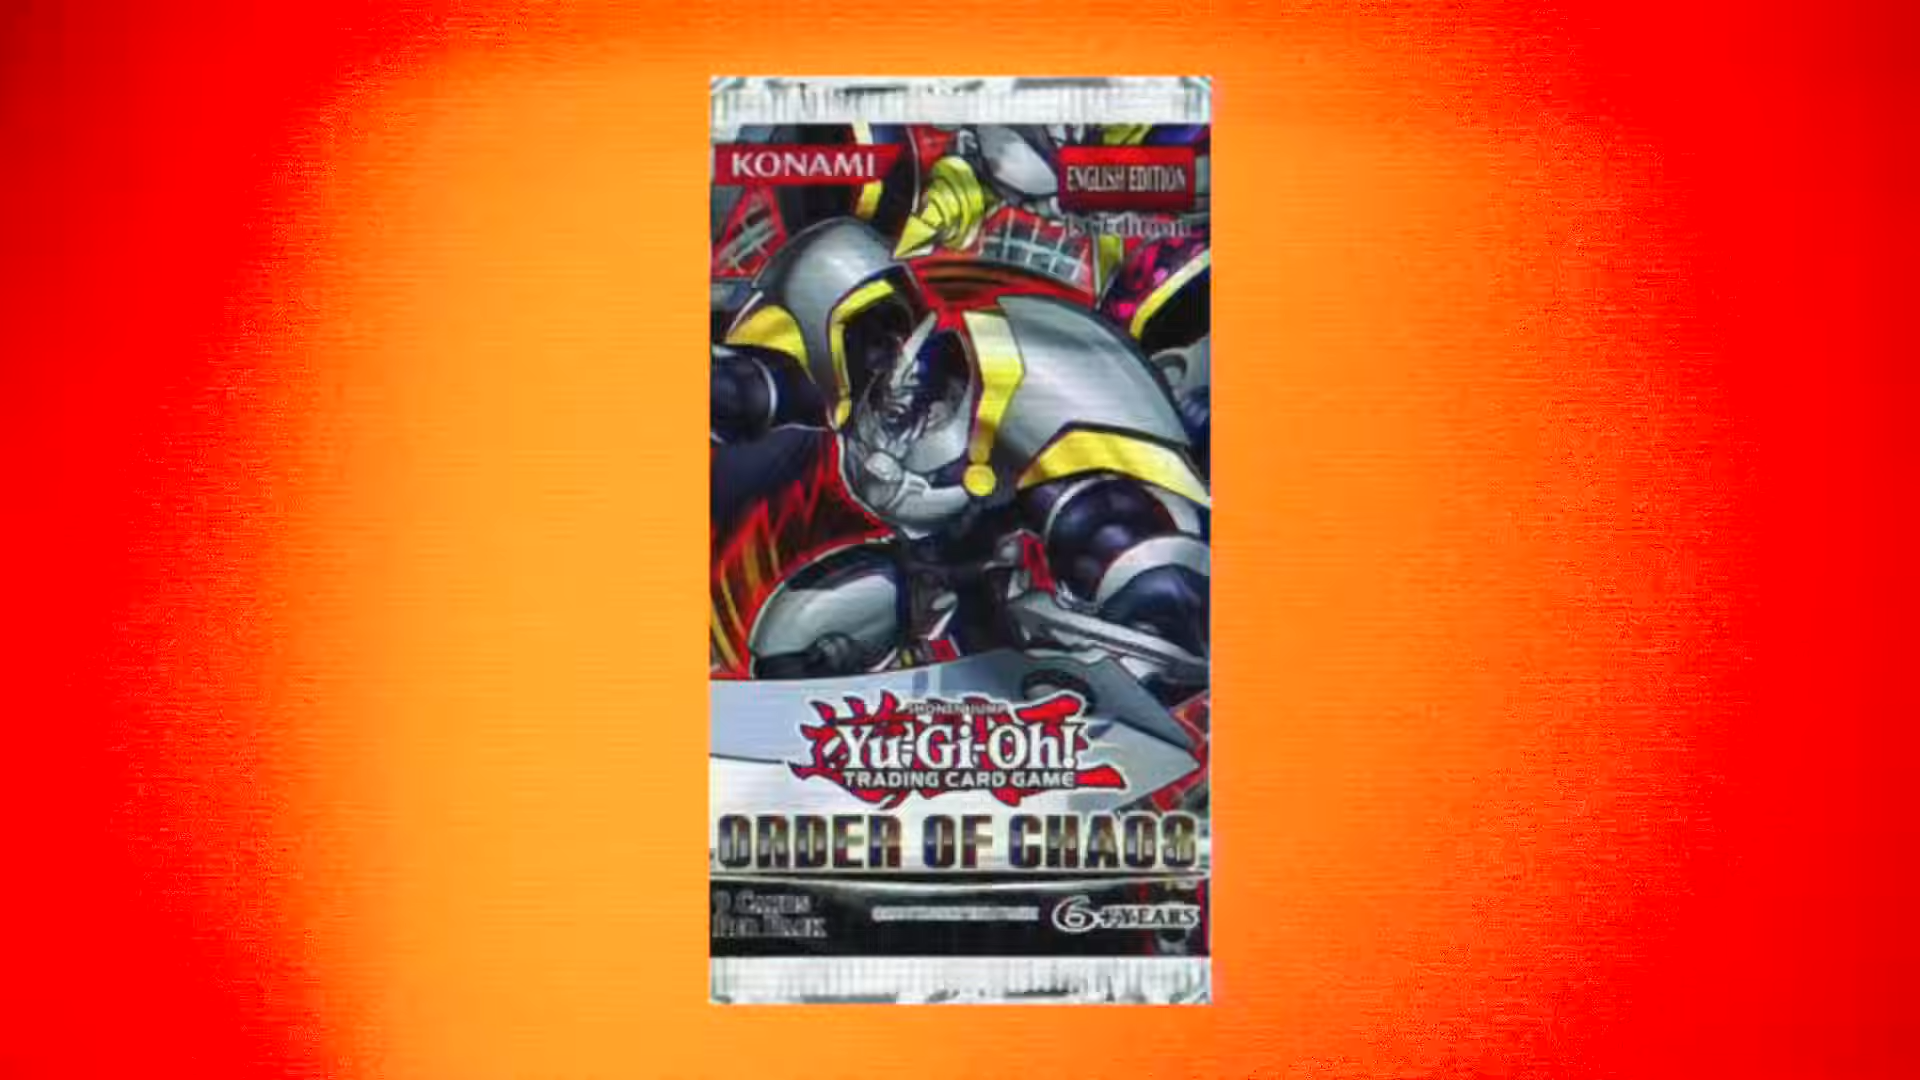 KONAMI
ENGLISH EDITION
1st Edition
SHONEN JUMP
Yu-Gi-Oh!
TRADING CARD GAME
ORDER OF CHAOS
9 CARDS
PER PACK
6+ YEARS